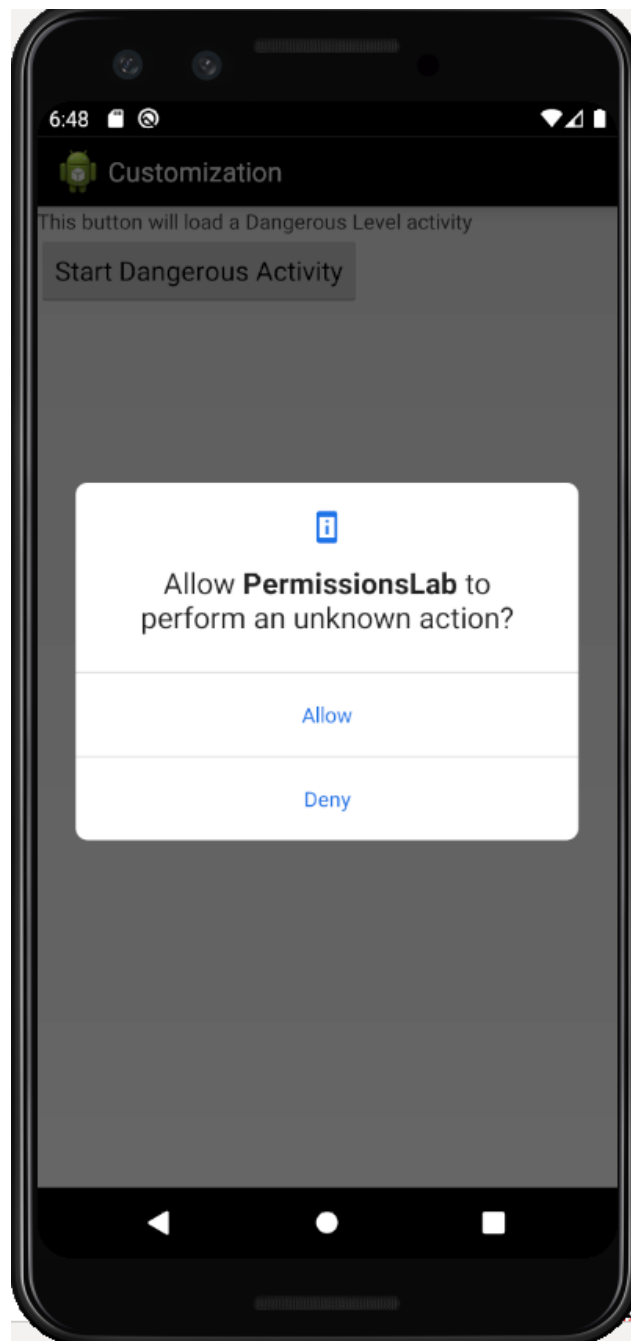 6:48
Customization
This button will load a Dangerous Level activity
Start Dangerous Activity
Allow PermissionsLab to
perform an unknown action?
Allow
Deny